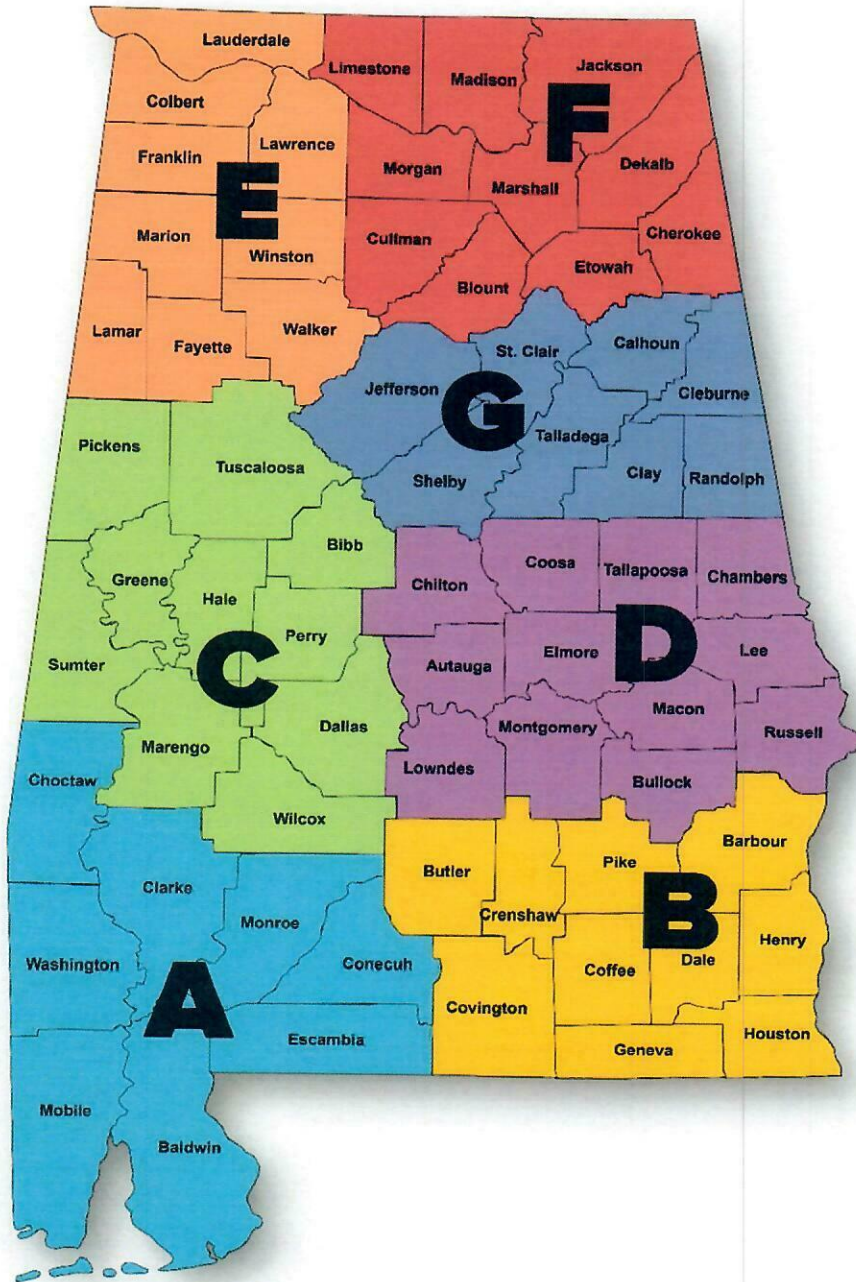 Lauderdale
Limestone
Madison
Jackson
Colbert
F
Franklin
Lawrence
Morgan
Marshall
Dekalb
E
Marion
Winston
Cullman
Cherokee
Blount
Etowah
Lamar
Fayette
Walker
St. Clair
Calhoun
Jefferson
G
Cleburne
Pickens
Tuscaloosa
Shelby
Talladega
Clay
Randolph
Bibb
Greene
Hale
Chilton
Coosa
Tallapoosa
Chambers
Perry
C
Sumter
Autauga
Elmore
D
Lee
Marengo
Dallas
Montgomery
Macon
Russell
Choctaw
Lowndes
Bullock
Wilcox
Clarke
Butler
Pike
Barbour
Monroe
Crenshaw
B
Washington
A
Conecuh
Coffee
Dale
Henry
Covington
Escambia
Geneva
Houston
Mobile
Baldwin